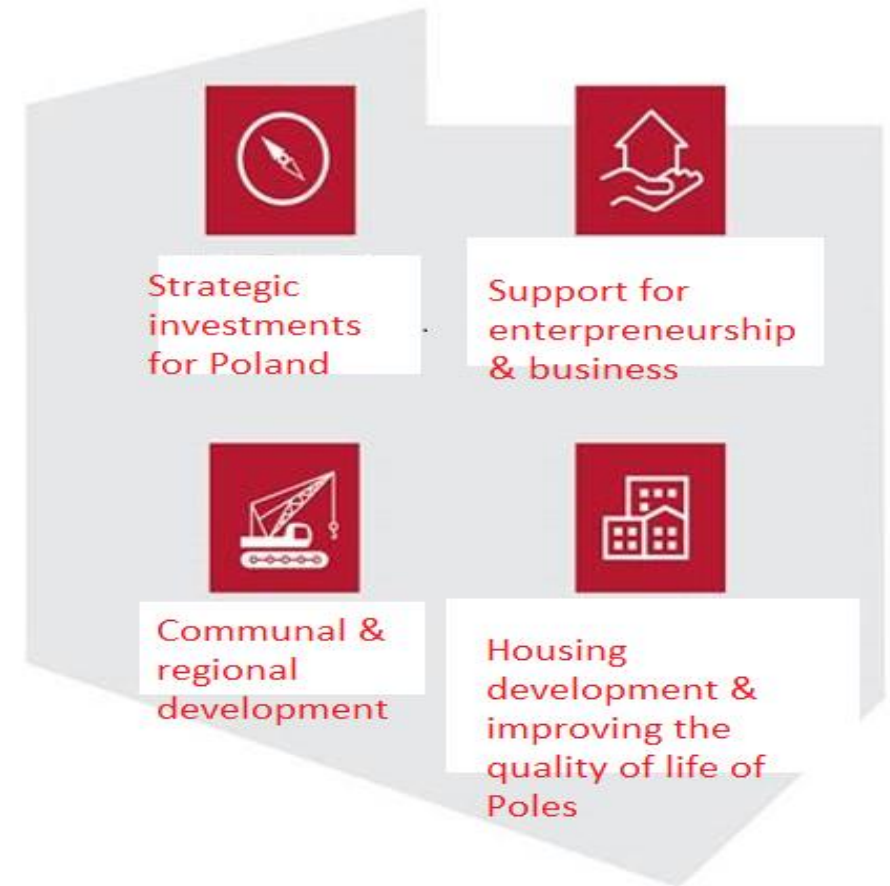 Strategic
investments
for Poland
Support for
enterpreneurship
& business
Communal &
regional
development
Housing
development &
improving the
quality of life of
Poles